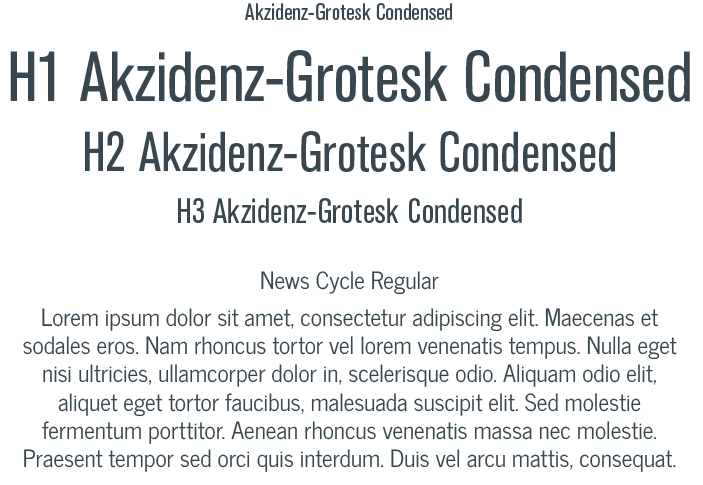 Akzidenz-Grotesk Condensed
H1 Akzidenz-Grotesk Condensed
H2 Akzidenz-Grotesk Condensed
H3 Akzidenz-Grotesk Condensed
News Cycle Regular
Lorem ipsum dolor sit amet, consectetur adipiscing elit. Maecenas et
sodales eros. Nam rhoncus tortor vel lorem venenatis tempus. Nulla eget
nisi ultricies, ullamcorper dolor in, scelerisque odio. Aliquam odio elit,
aliquet eget tortor faucibus, malesuada suscipit elit. Sed molestie
fermentum porttitor. Aenean rhoncus venenatis massa nec molestie.
Praesent tempor sed orci quis interdum. Duis vel arcu mattis, consequat.